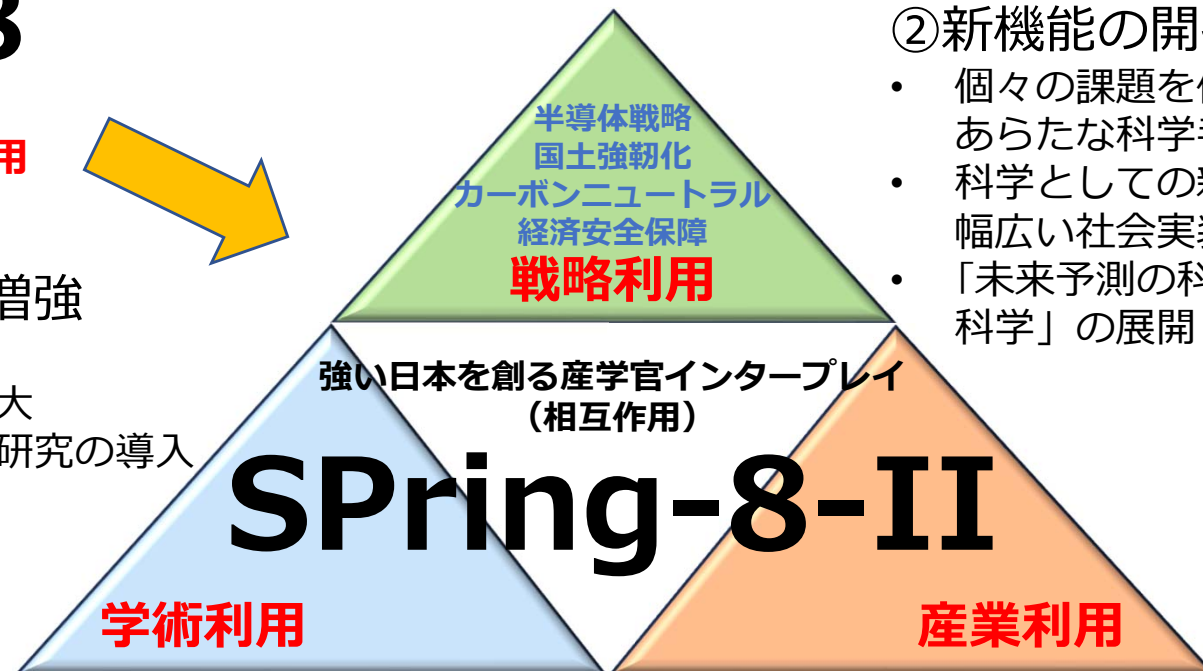 用
増強
大
研究の導入
半導体戦略
国土強靭化
カーボンニュートラル
経済安全保障
戦略利用
強い日本を創る産学官インタープレイ
（相互作用）
SPring-8-II
学術利用
産業利用
②新機能の開
• 個々の課題を
あらたな科学
• 科学としての
幅広い社会実
• 「未来予測の科
科学」の展開